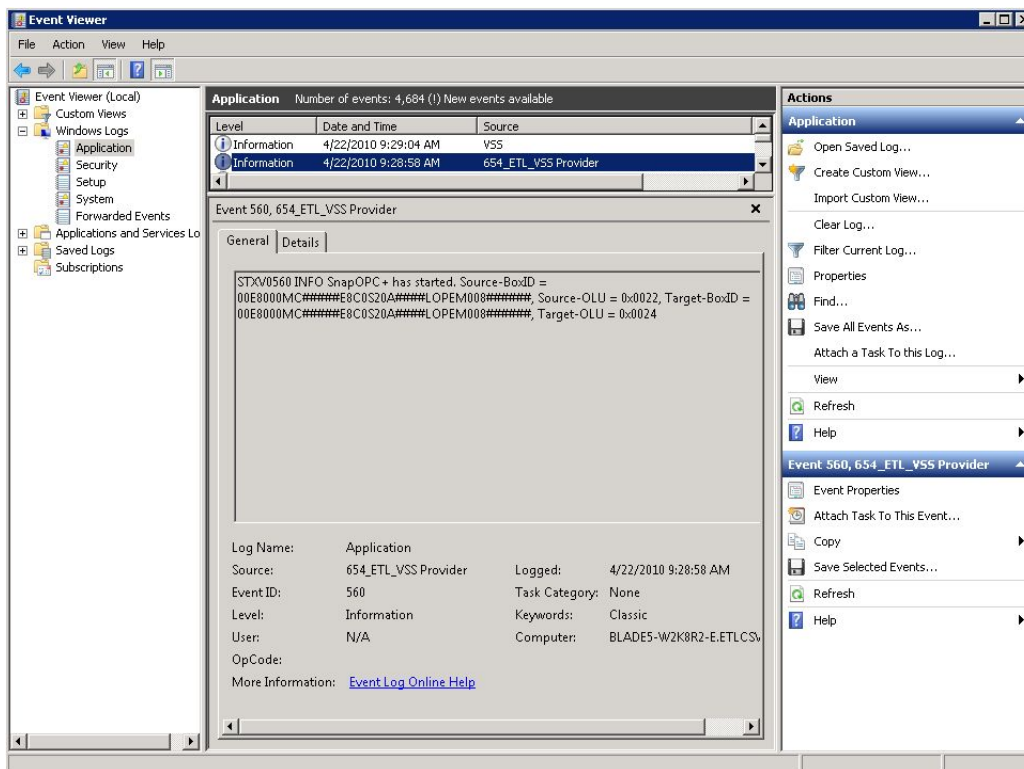 Event Viewer
File Action View Help
Event Viewer (Local)
Custom Views
Windows Logs
Application
Security
Setup
System
Forwarded Events
Applications and Services Lo
Saved Logs
Subscriptions
Application Number of events: 4,684 (!) New events available
Level Date and Time Source
Information 4/22/2010 9:29:04 AM VSS
Information 4/22/2010 9:28:58 AM 654_ETL_VSS Provider
Event 560, 654_ETL_VSS Provider
General Details
STXV0560 INFO SnapOPC+ has started. Source-BoxID =
00E8000MC#####E8C0S20A####LOPEM008######, Source-OLU = 0x0022, Target-BoxID =
00E8000MC#####E8C0S20A####LOPEM008######, Target-OLU = 0x0024
Log Name: Application
Source: 654_ETL_VSS Provider Logged: 4/22/2010 9:28:58 AM
Event ID: 560 Task Category: None
Level: Information Keywords: Classic
User: N/A Computer: BLADE5-W2K8R2-E.ETLCS
OpCode:
More Information: Event Log Online Help
Actions
Application
Open Saved Log...
Create Custom View...
Import Custom View...
Clear Log...
Filter Current Log...
Properties
Find...
Save All Events As...
Attach a Task To this Log...
View
Refresh
Help
Event 560, 654_ETL_VSS Provider
Event Properties
Attach Task To This Event...
Copy
Save Selected Events...
Refresh
Help